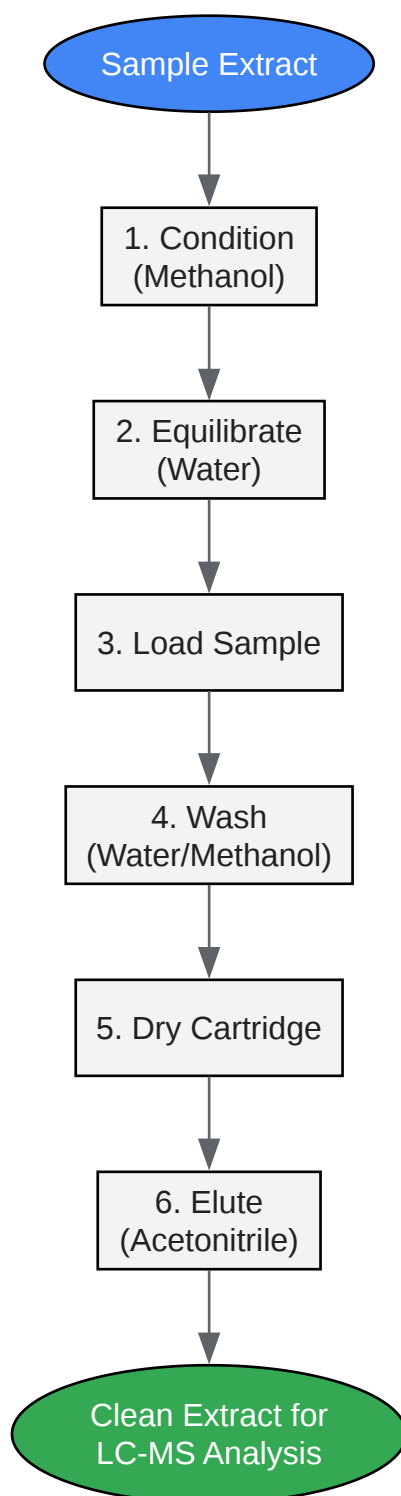 Sample Extract
1. Condition
(Methanol)
2. Equilibrate
(Water)
3. Load Sample
4. Wash
(Water/Methanol)
5. Dry Cartridge
6. Elute
(Acetonitrile)
Clean Extract for
LC-MS Analysis